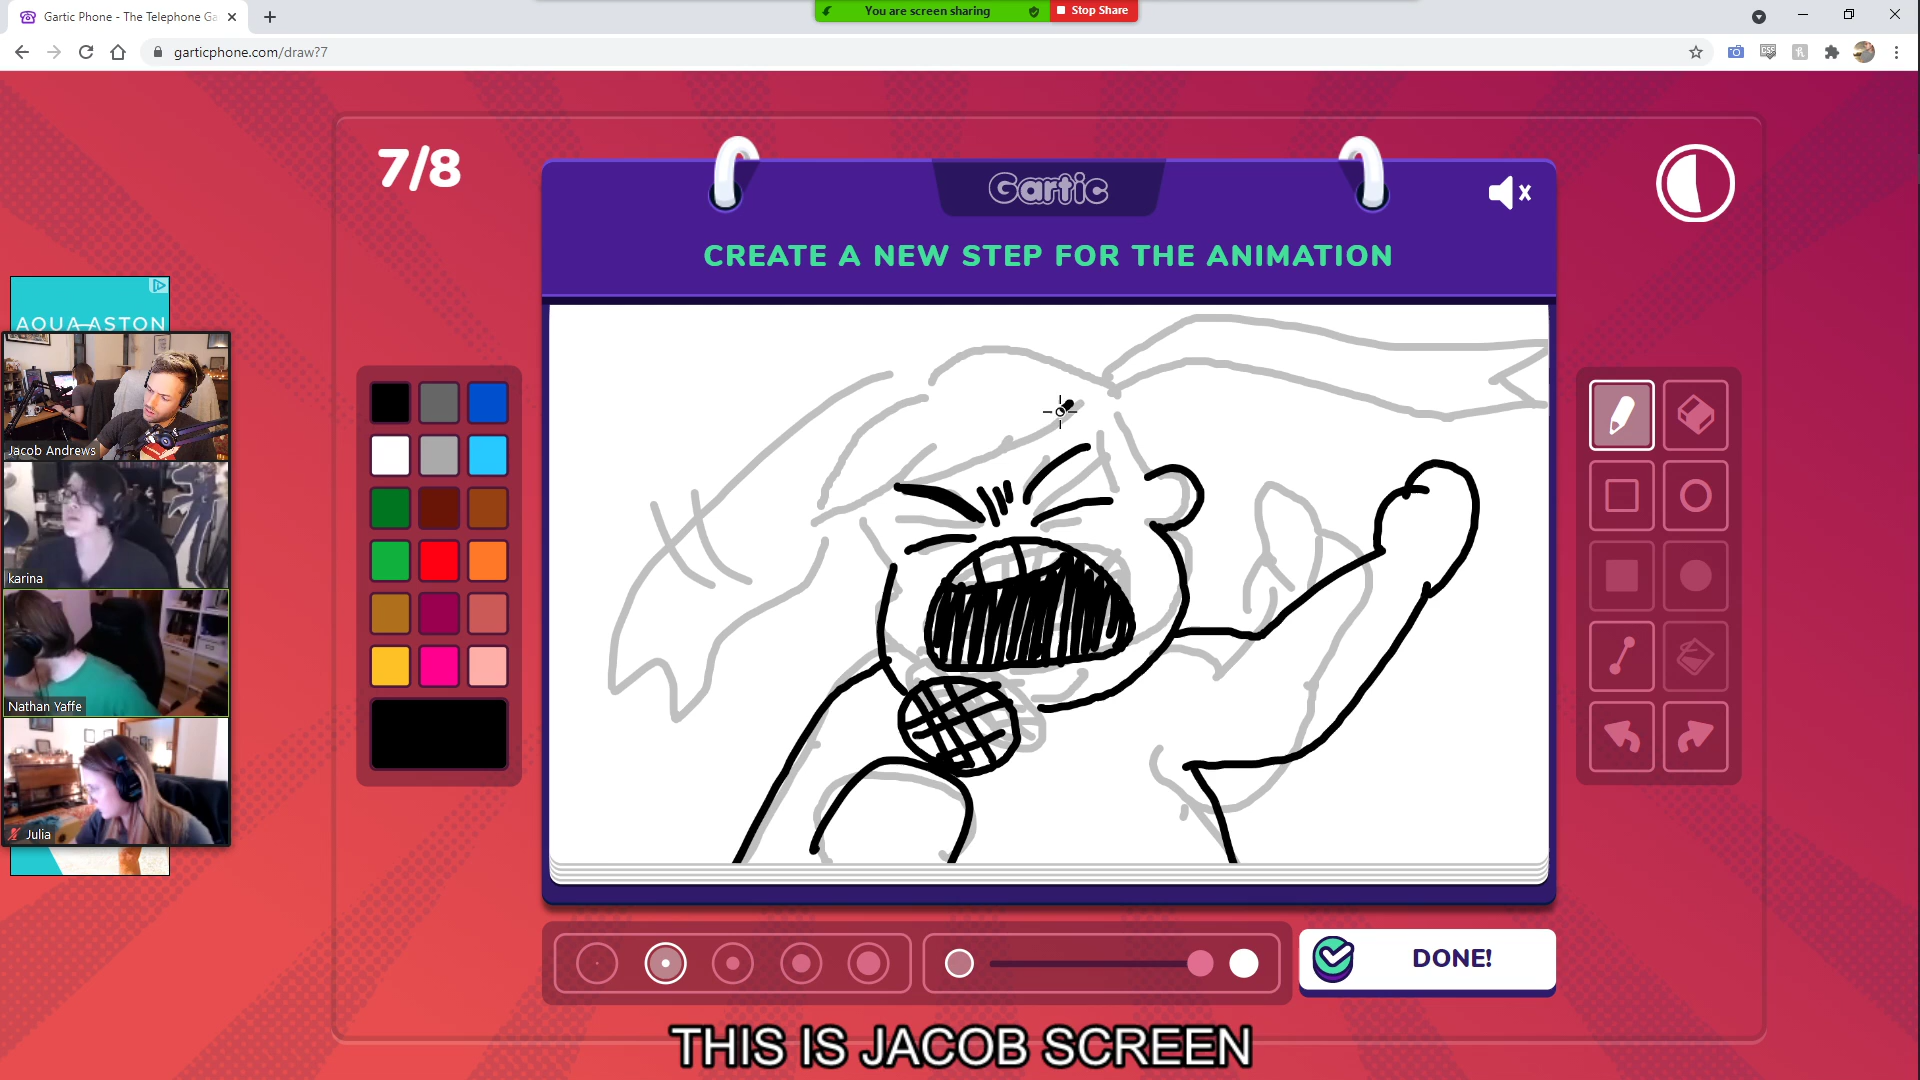 Gartic Phone - The Telephone Ga
You are screen sharing
Stop Share
garticphone.com/draw?7
7/8
Gartic
CREATE A NEW STEP FOR THE ANIMATION
AQUA ASTON
Jacob Andrews
karina
Nathan Yaffe
Julia
DONE!
THIS IS JACOB SCREEN